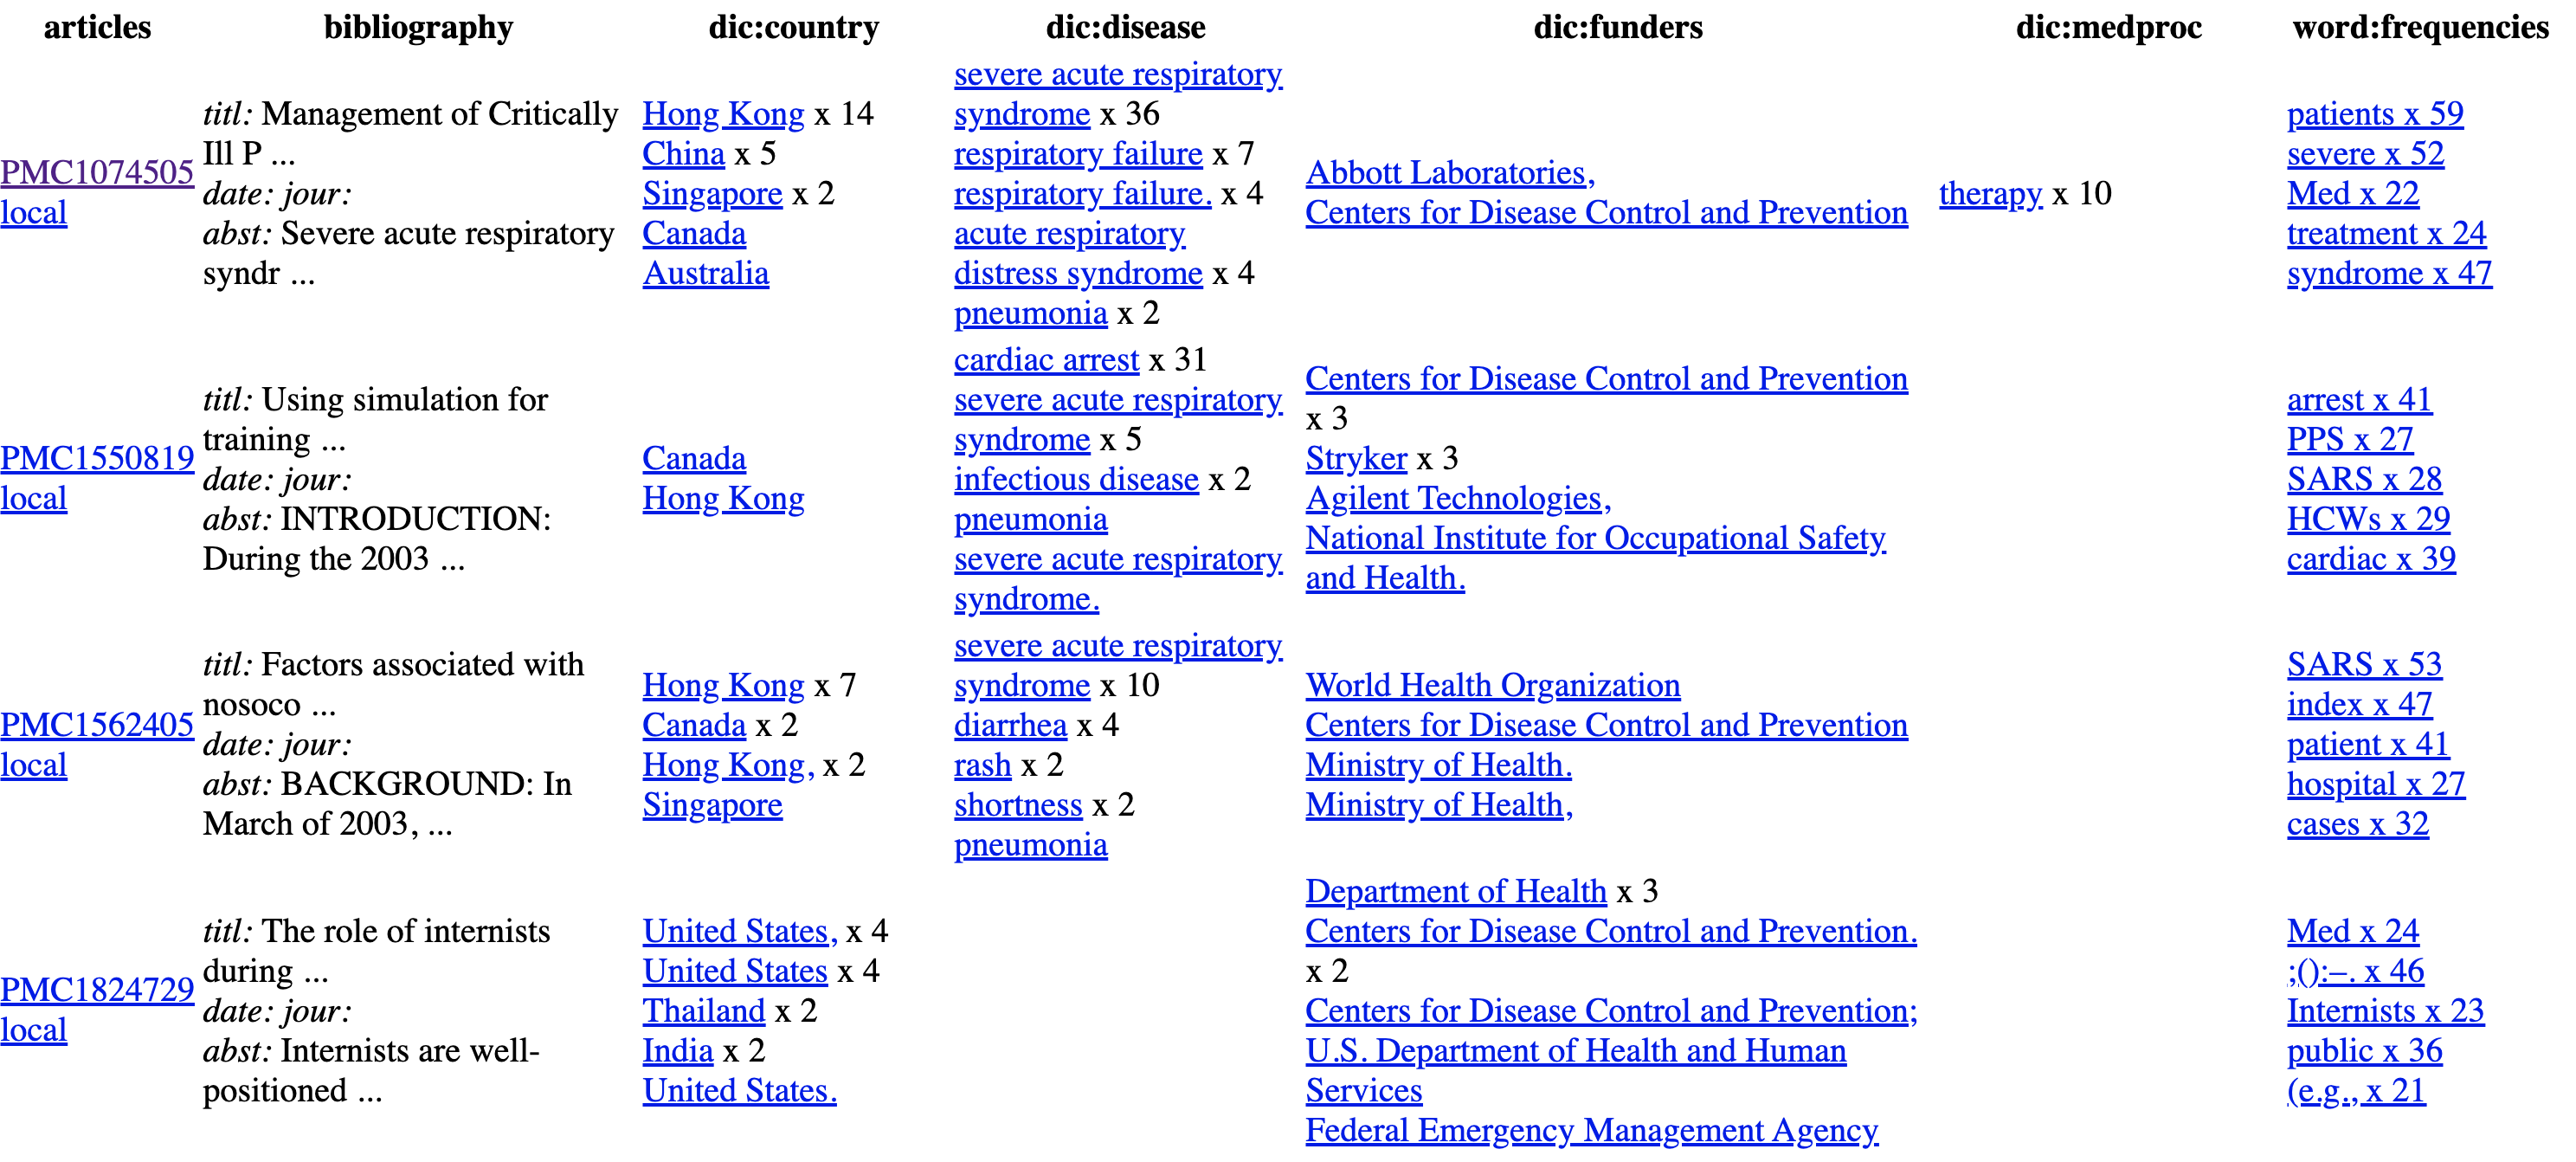 articles bibliography dic:country dic:disease dic:funders dic:medproc word:frequencies
PMC1074505
local
titl: Management of Critically
Ill P ...
date: jour:
abst: Severe acute respiratory
syndr ...
Hong Kong x 14
China x 5
Singapore x 2
Canada
Australia
severe acute respiratory
syndrome x 36
respiratory failure x 7
respiratory failure. x 4
acute respiratory
distress syndrome x 4
pneumonia x 2
Abbott Laboratories,
Centers for Disease Control and Prevention
therapy x 10
patients x 59
severe x 52
Med x 22
treatment x 24
syndrome x 47
PMC1550819
local
titl: Using simulation for
training ...
date: jour:
abst: INTRODUCTION:
During the 2003 ...
Canada
Hong Kong
cardiac arrest x 31
severe acute respiratory
syndrome x 5
infectious disease x 2
pneumonia
severe acute respiratory
syndrome.
Centers for Disease Control and Prevention
x 3
Stryker x 3
Agilent Technologies,
National Institute for Occupational Safety
and Health.
arrest x 41
PPS x 27
SARS x 28
HCWs x 29
cardiac x 39
PMC1562405
local
titl: Factors associated with
nosoco ...
date: jour:
abst: BACKGROUND: In
March of 2003, ...
Hong Kong x 7
Canada x 2
Hong Kong, x 2
Singapore
severe acute respiratory
syndrome x 10
diarrhea x 4
rash x 2
shortness x 2
pneumonia
World Health Organization
Centers for Disease Control and Prevention
Ministry of Health.
Ministry of Health,
SARS x 53
index x 47
patient x 41
hospital x 27
cases x 32
PMC1824729
local
titl: The role of internists
during ...
date: jour:
abst: Internists are well-
positioned ...
United States, x 4
United States x 4
Thailand x 2
India x 2
United States.
Department of Health x 3
Centers for Disease Control and Prevention.
x 2
Centers for Disease Control and Prevention;
U.S. Department of Health and Human
Services
Federal Emergency Management Agency
Med x 24
;():–. x 46
Internists x 23
public x 36
(e.g., x 21